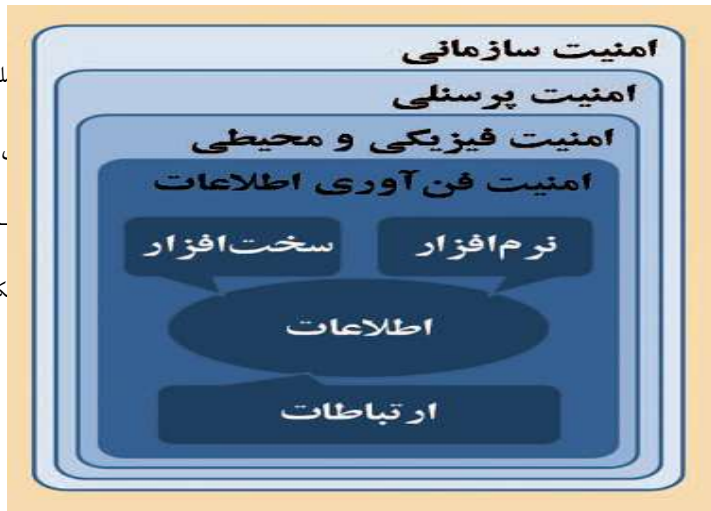 امنیت سازمانی
امنیت پرسنلی
امنیت فیزیکی و محیطی
امنیت فن‌آوری اطلاعات
نرم‌افزار سخت‌افزار
اطلاعات
ارتباطات